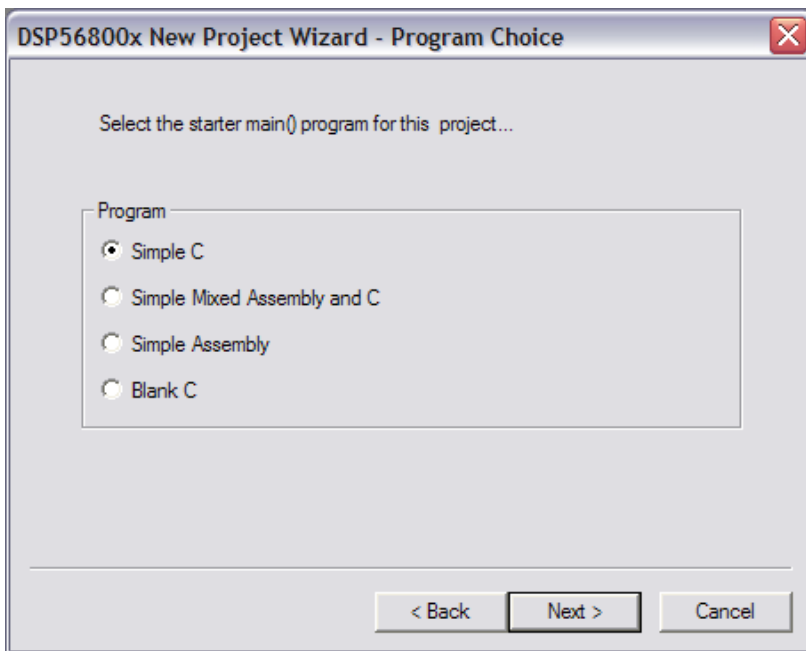 DSP56800x New Project Wizard - Program Choice
Select the starter main() program for this project...
Program
Simple C
Simple Mixed Assembly and C
Simple Assembly
Blank C
< Back Next > Cancel